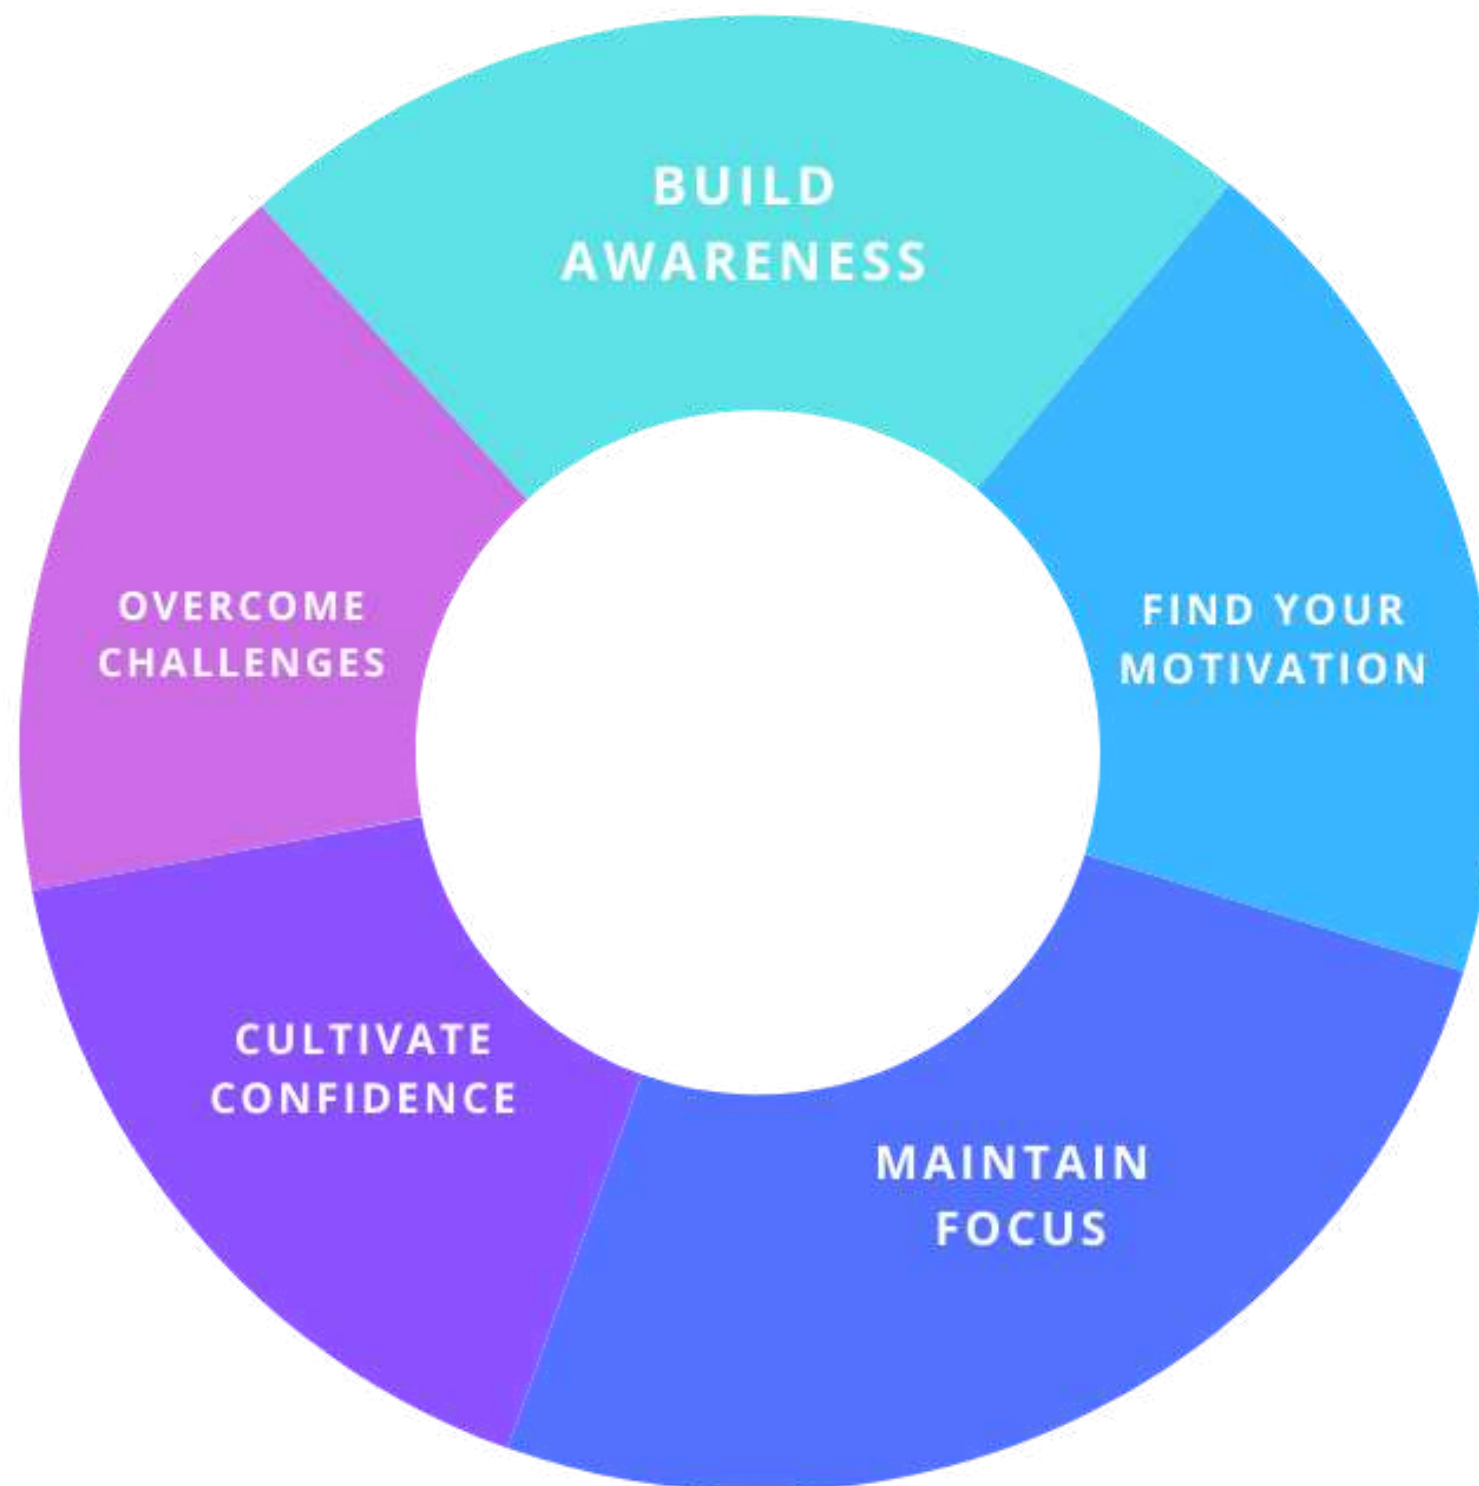 BUILD
AWARENESS
FIND YOUR
MOTIVATION
MAINTAIN
FOCUS
CULTIVATE
CONFIDENCE
OVERCOME
CHALLENGES